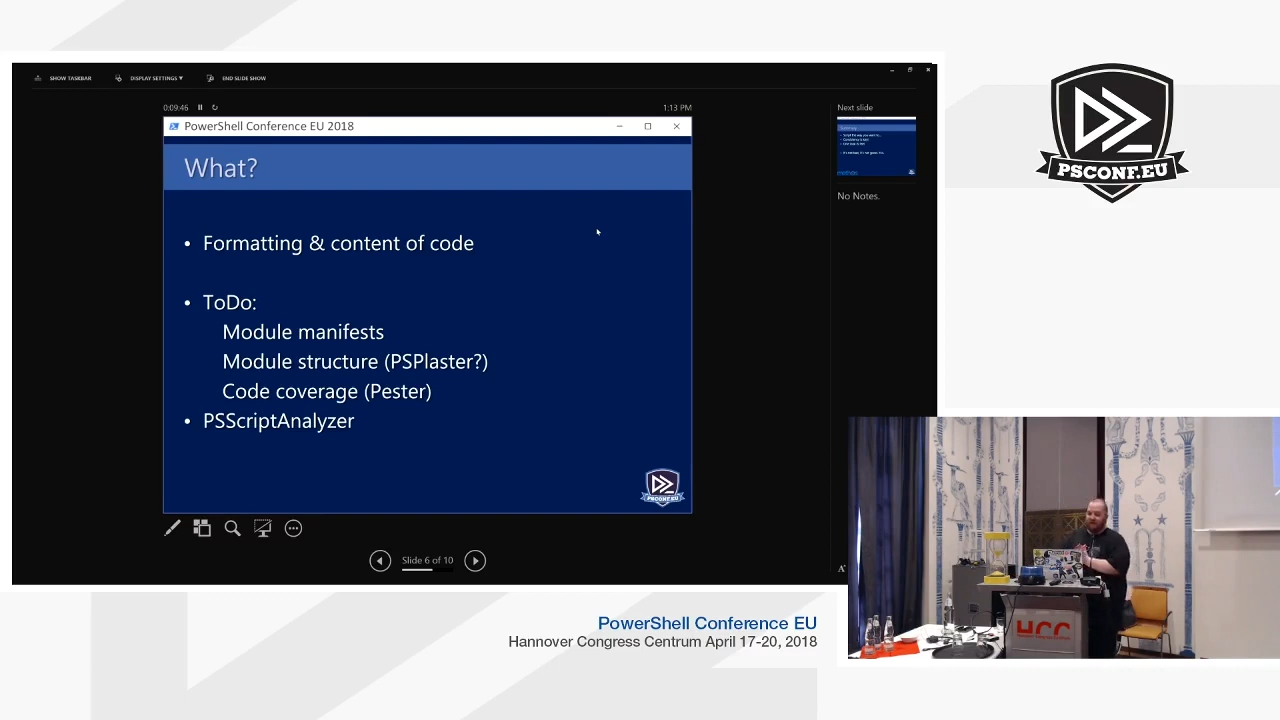 SHOW TASKBAR
DISPLAY SETTINGS ▾
END SLIDE SHOW
0:09:46
1:13 PM
Next slide
PowerShell Conference EU 2018
What?
• Formatting & content of code
• ToDo:
Module manifests
Module structure (PSPlaster?)
Code coverage (Pester)
• PSScriptAnalyzer
PSCONF.EU
No Notes.
Slide 6 of 10
PSCONF.EU
HCC
PowerShell Conference EU
Hannover Congress Centrum April 17-20, 2018